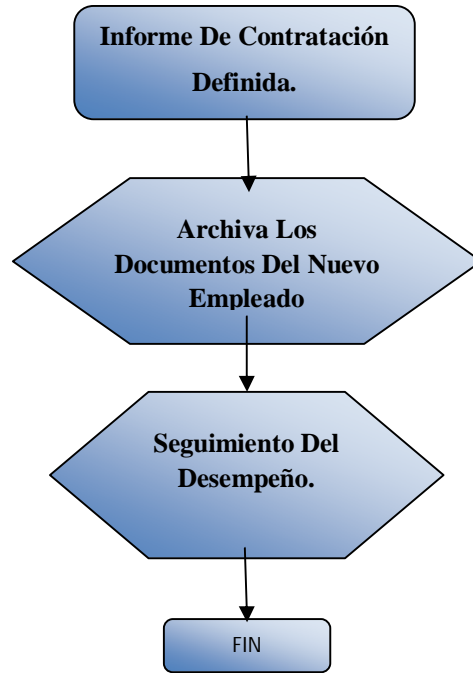 Informe De Contratación
Definida.
Archiva Los
Documentos Del Nuevo
Empleado
Seguimiento Del
Desempeño.
FIN